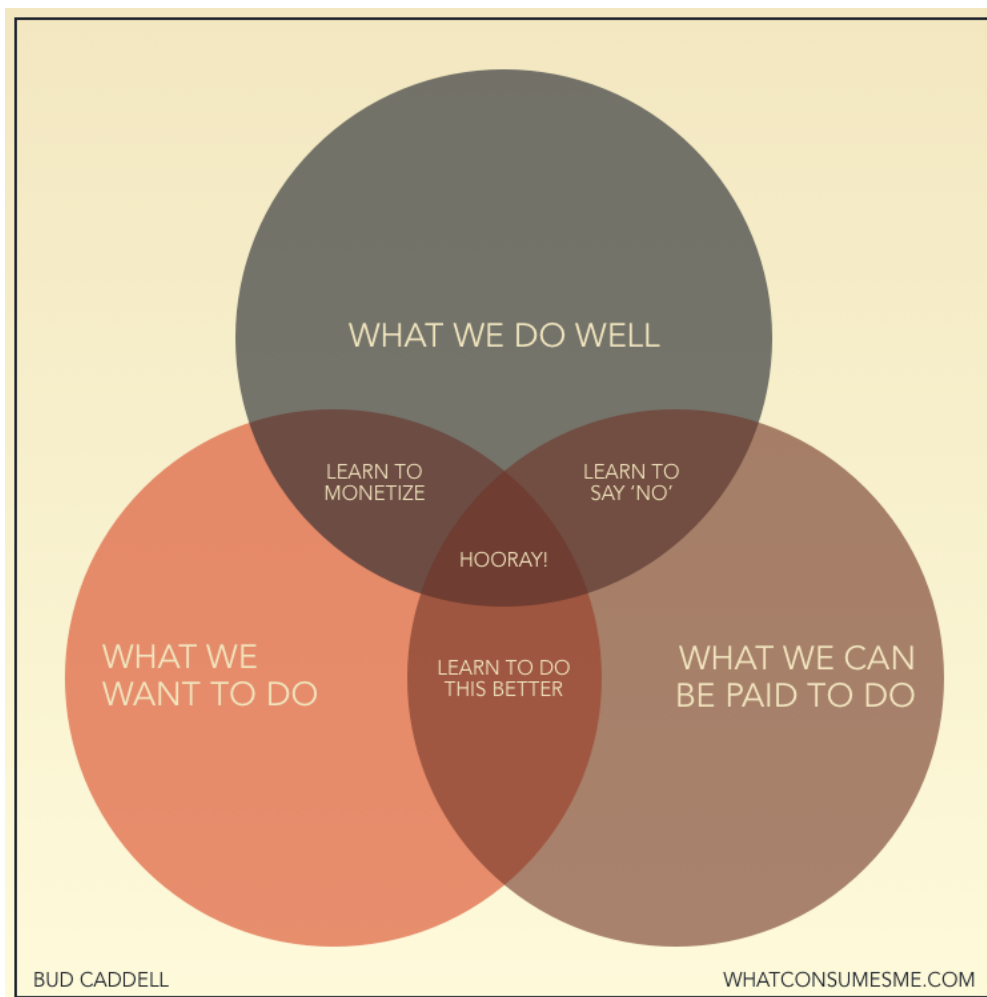 WHAT WE DO WELL
LEARN TO
MONETIZE
LEARN TO
SAY ‘NO’
HOORAY!
WHAT WE
WANT TO DO
LEARN TO DO
THIS BETTER
WHAT WE CAN
BE PAID TO DO
BUD CADDELL
WHATCONSUMESME.COM